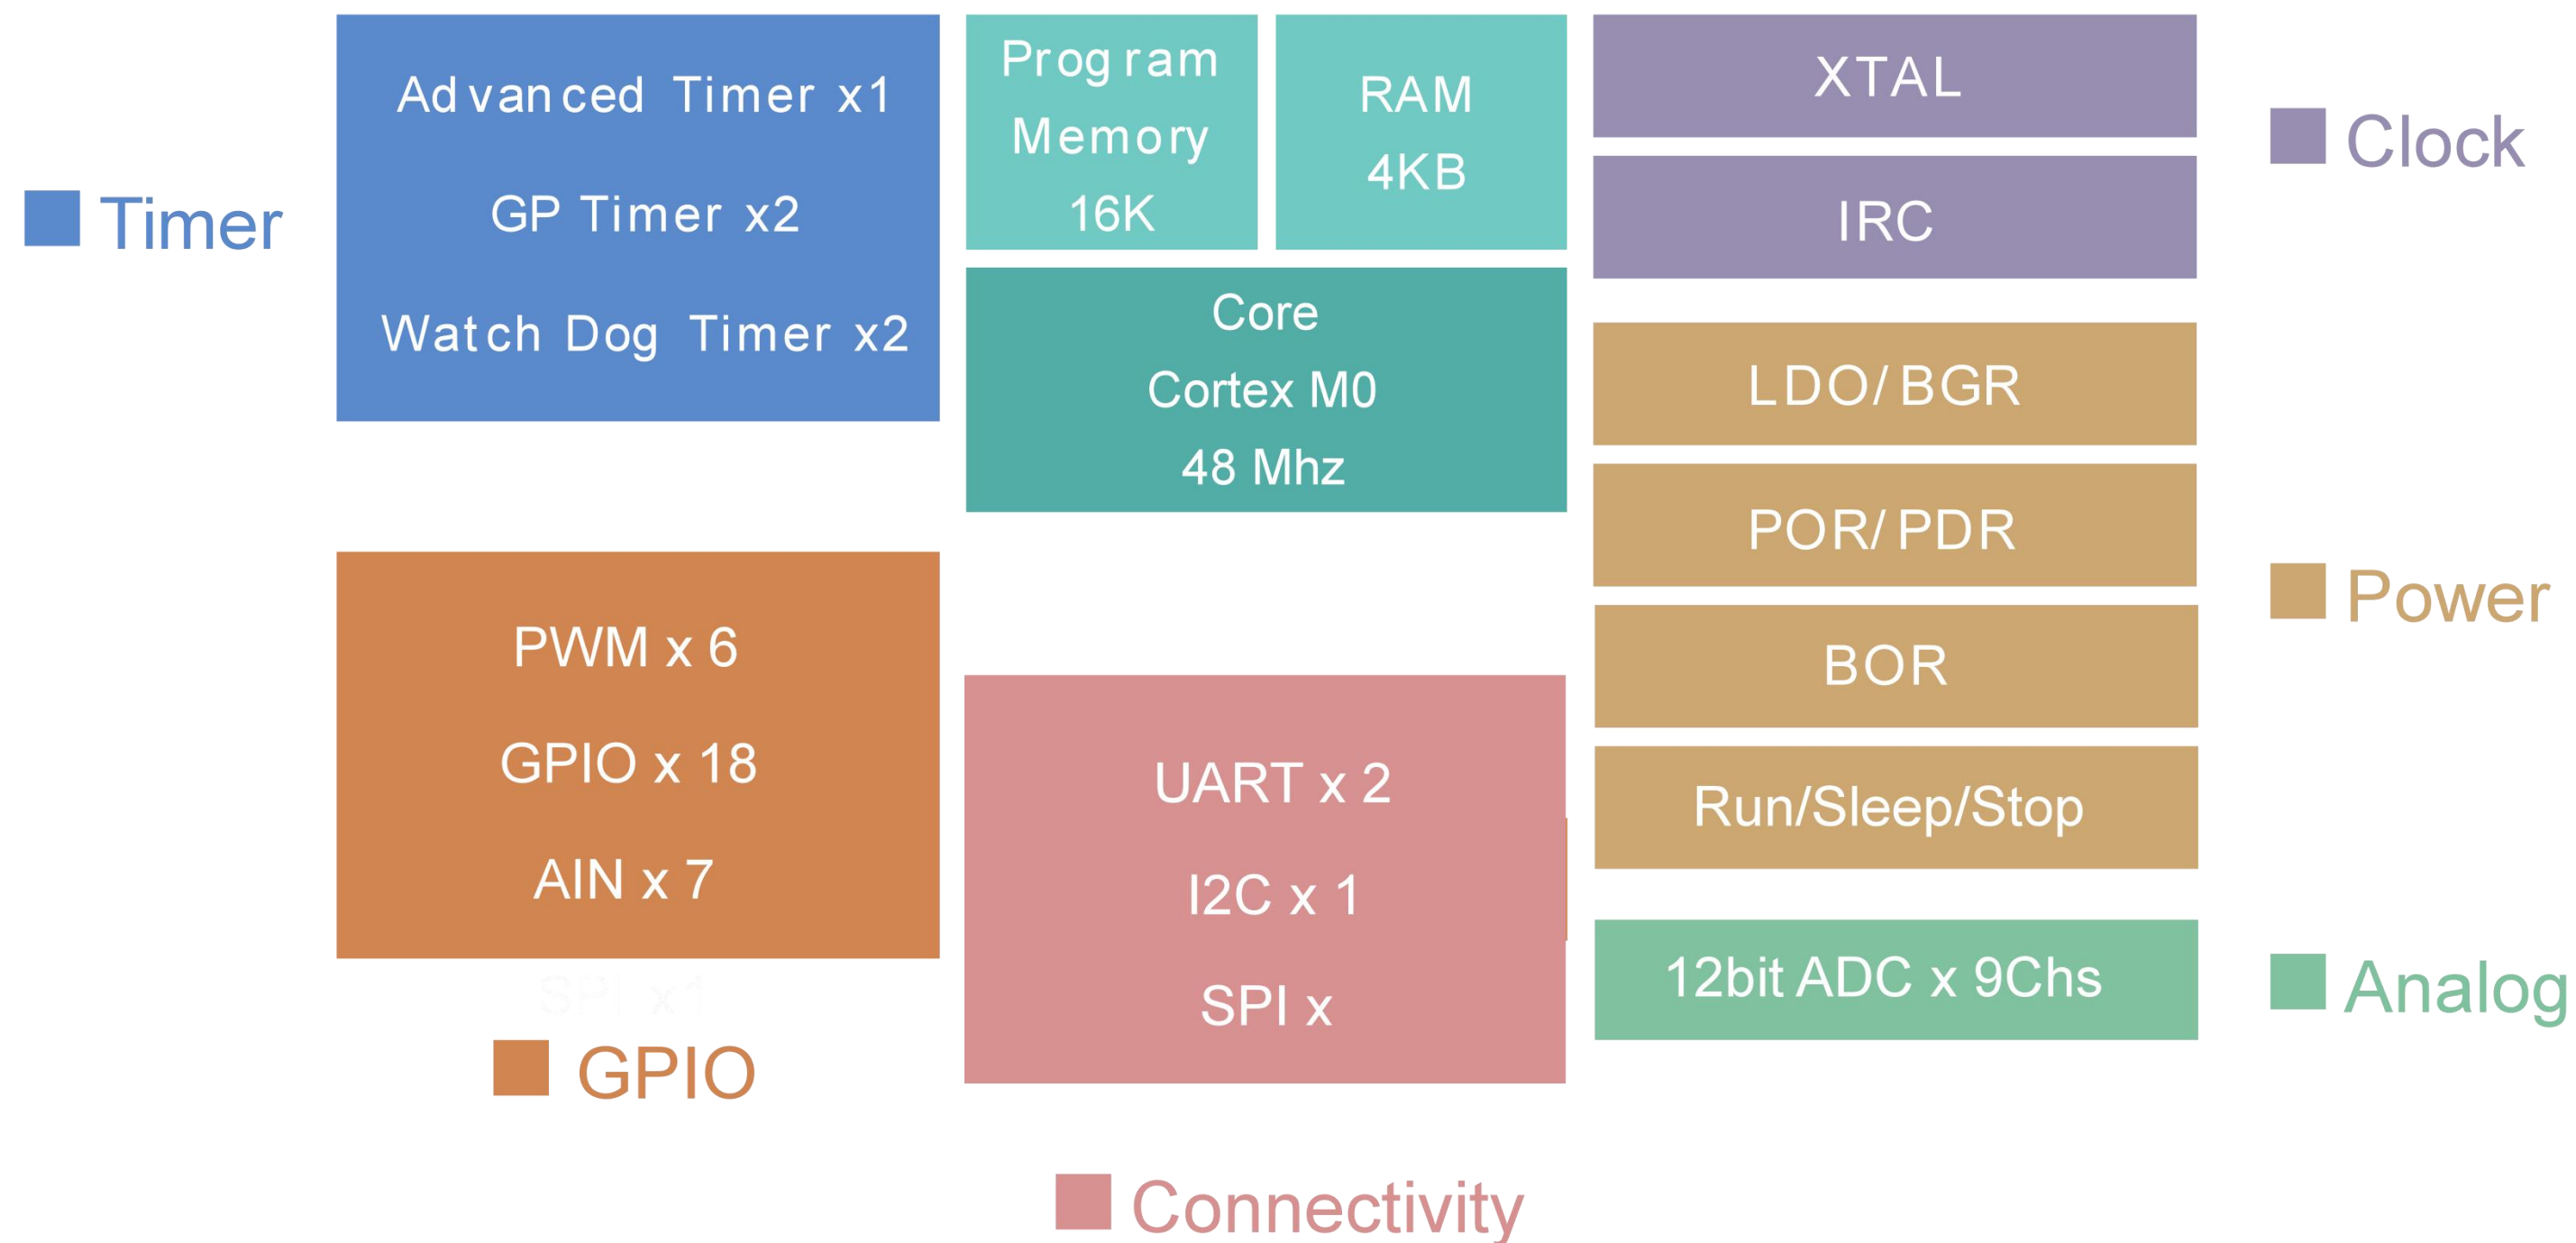 Timer
Advanced Timer x1
GP Timer x2
Watch Dog Timer x2
Program
Memory
16K
RAM
4KB
Core
Cortex M0
48 Mhz
XTAL
IRC
Clock
LDO/BGR
POR/PDR
BOR
Run/Sleep/Stop
Power
PWM x 6
GPIO x 18
AIN x 7
SPI x1
GPIO
UART x 2
I2C x 1
SPI x
Connectivity
12bit ADC x 9Chs
Analog